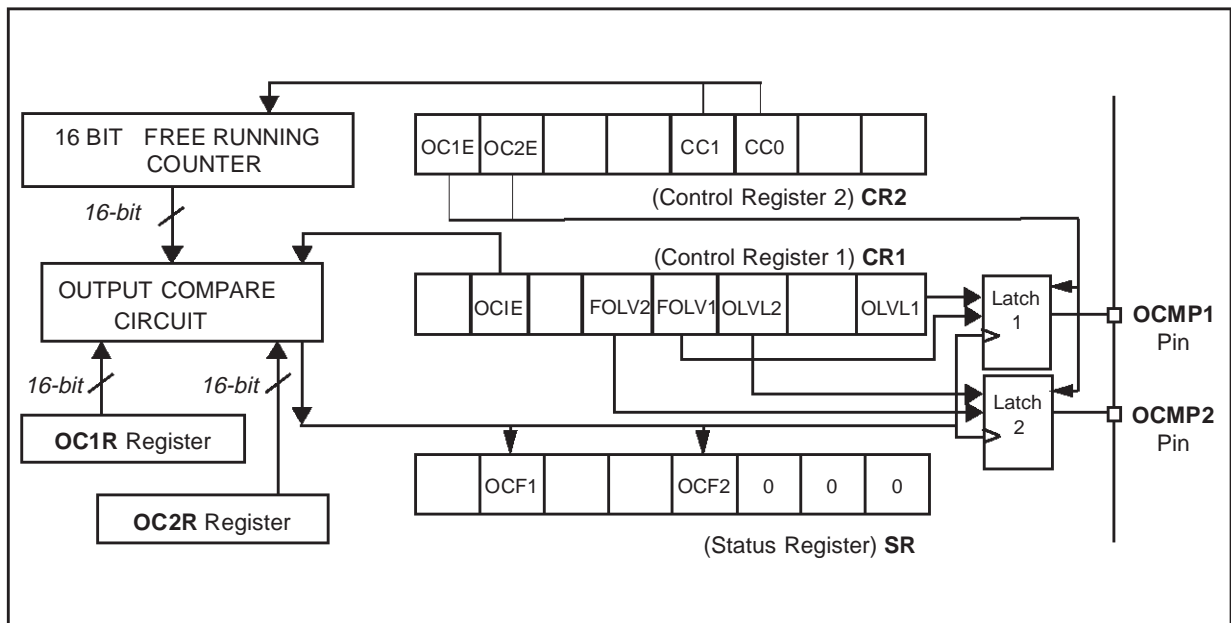 16 BIT FREE RUNNING
COUNTER
16-bit
OUTPUT COMPARE
CIRCUIT
16-bit
16-bit
OC1R Register
OC2R Register
OC1E OC2E CC1 CC0
(Control Register 2) CR2
(Control Register 1) CR1
OCIE FOLV2 FOLV1 OLVL2 OLVL1
OCF1 OCF2 0 0 0
(Status Register) SR
Latch
1
Latch
2
OCMP1
Pin
OCMP2
Pin